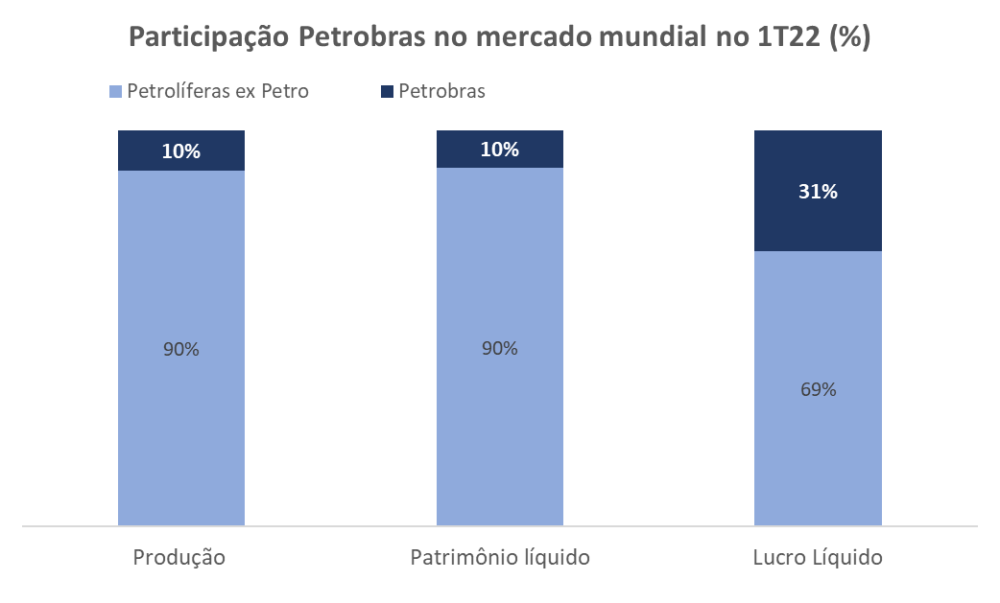 Participação Petrobras no mercado mundial no 1T22 (%)
Petrolíferas ex Petro Petrobras
10% 10% 31%
90% 90% 69%
Produção Patrimônio líquido Lucro Líquido